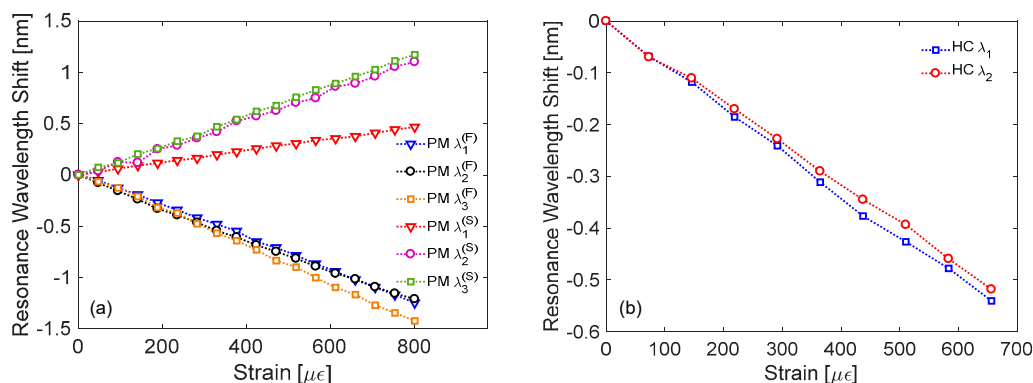 Resonance Wavelength Shift [nm]
1.5
1
0.5
0
-0.5
-1
-1.5
0
200
400
600
800
Strain [με]
(a)
PM λ1(F)
PM λ2(F)
PM λ3(F)
PM λ1(S)
PM λ2(S)
PM λ3(S)
Resonance Wavelength Shift [nm]
-0
-0.1
-0.2
-0.3
-0.4
-0.5
-0.6
0
100
200
300
400
500
600
700
Strain [με]
(b)
HC λ1
HC λ2